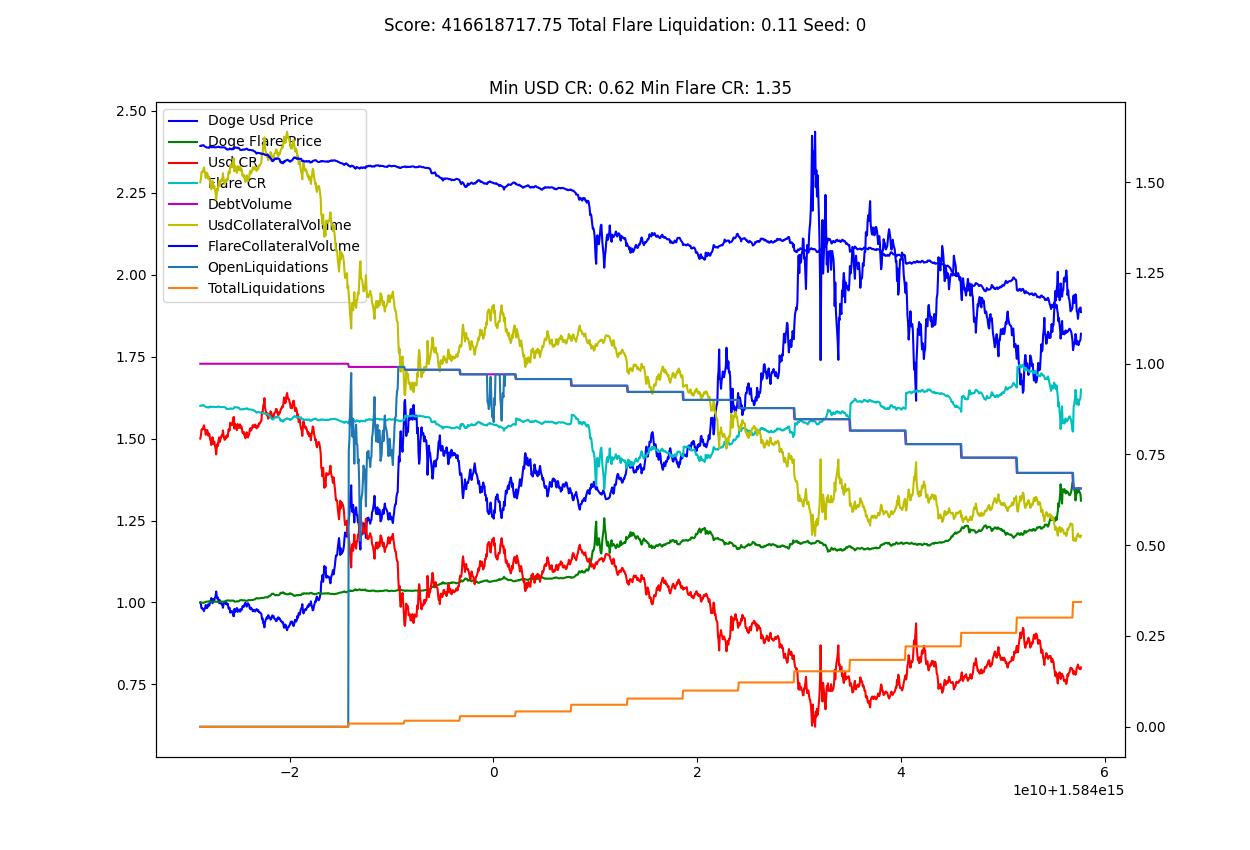 Score: 416618717.75 Total Flare Liquidation: 0.11 Seed: 0
Min USD CR: 0.62 Min Flare CR: 1.35
2.50
2.25
2.00
1.75
1.50
1.25
1.00
0.75
Doge Usd Price
Doge Flare Price
Usd CR
Flare CR
DebtVolume
UsdCollateralVolume
FlareCollateralVolume
OpenLiquidations
TotalLiquidations
1.50
1.25
1.00
0.75
0.50
0.25
0.00
−2 0 2 4 6
1e10+1.584e15